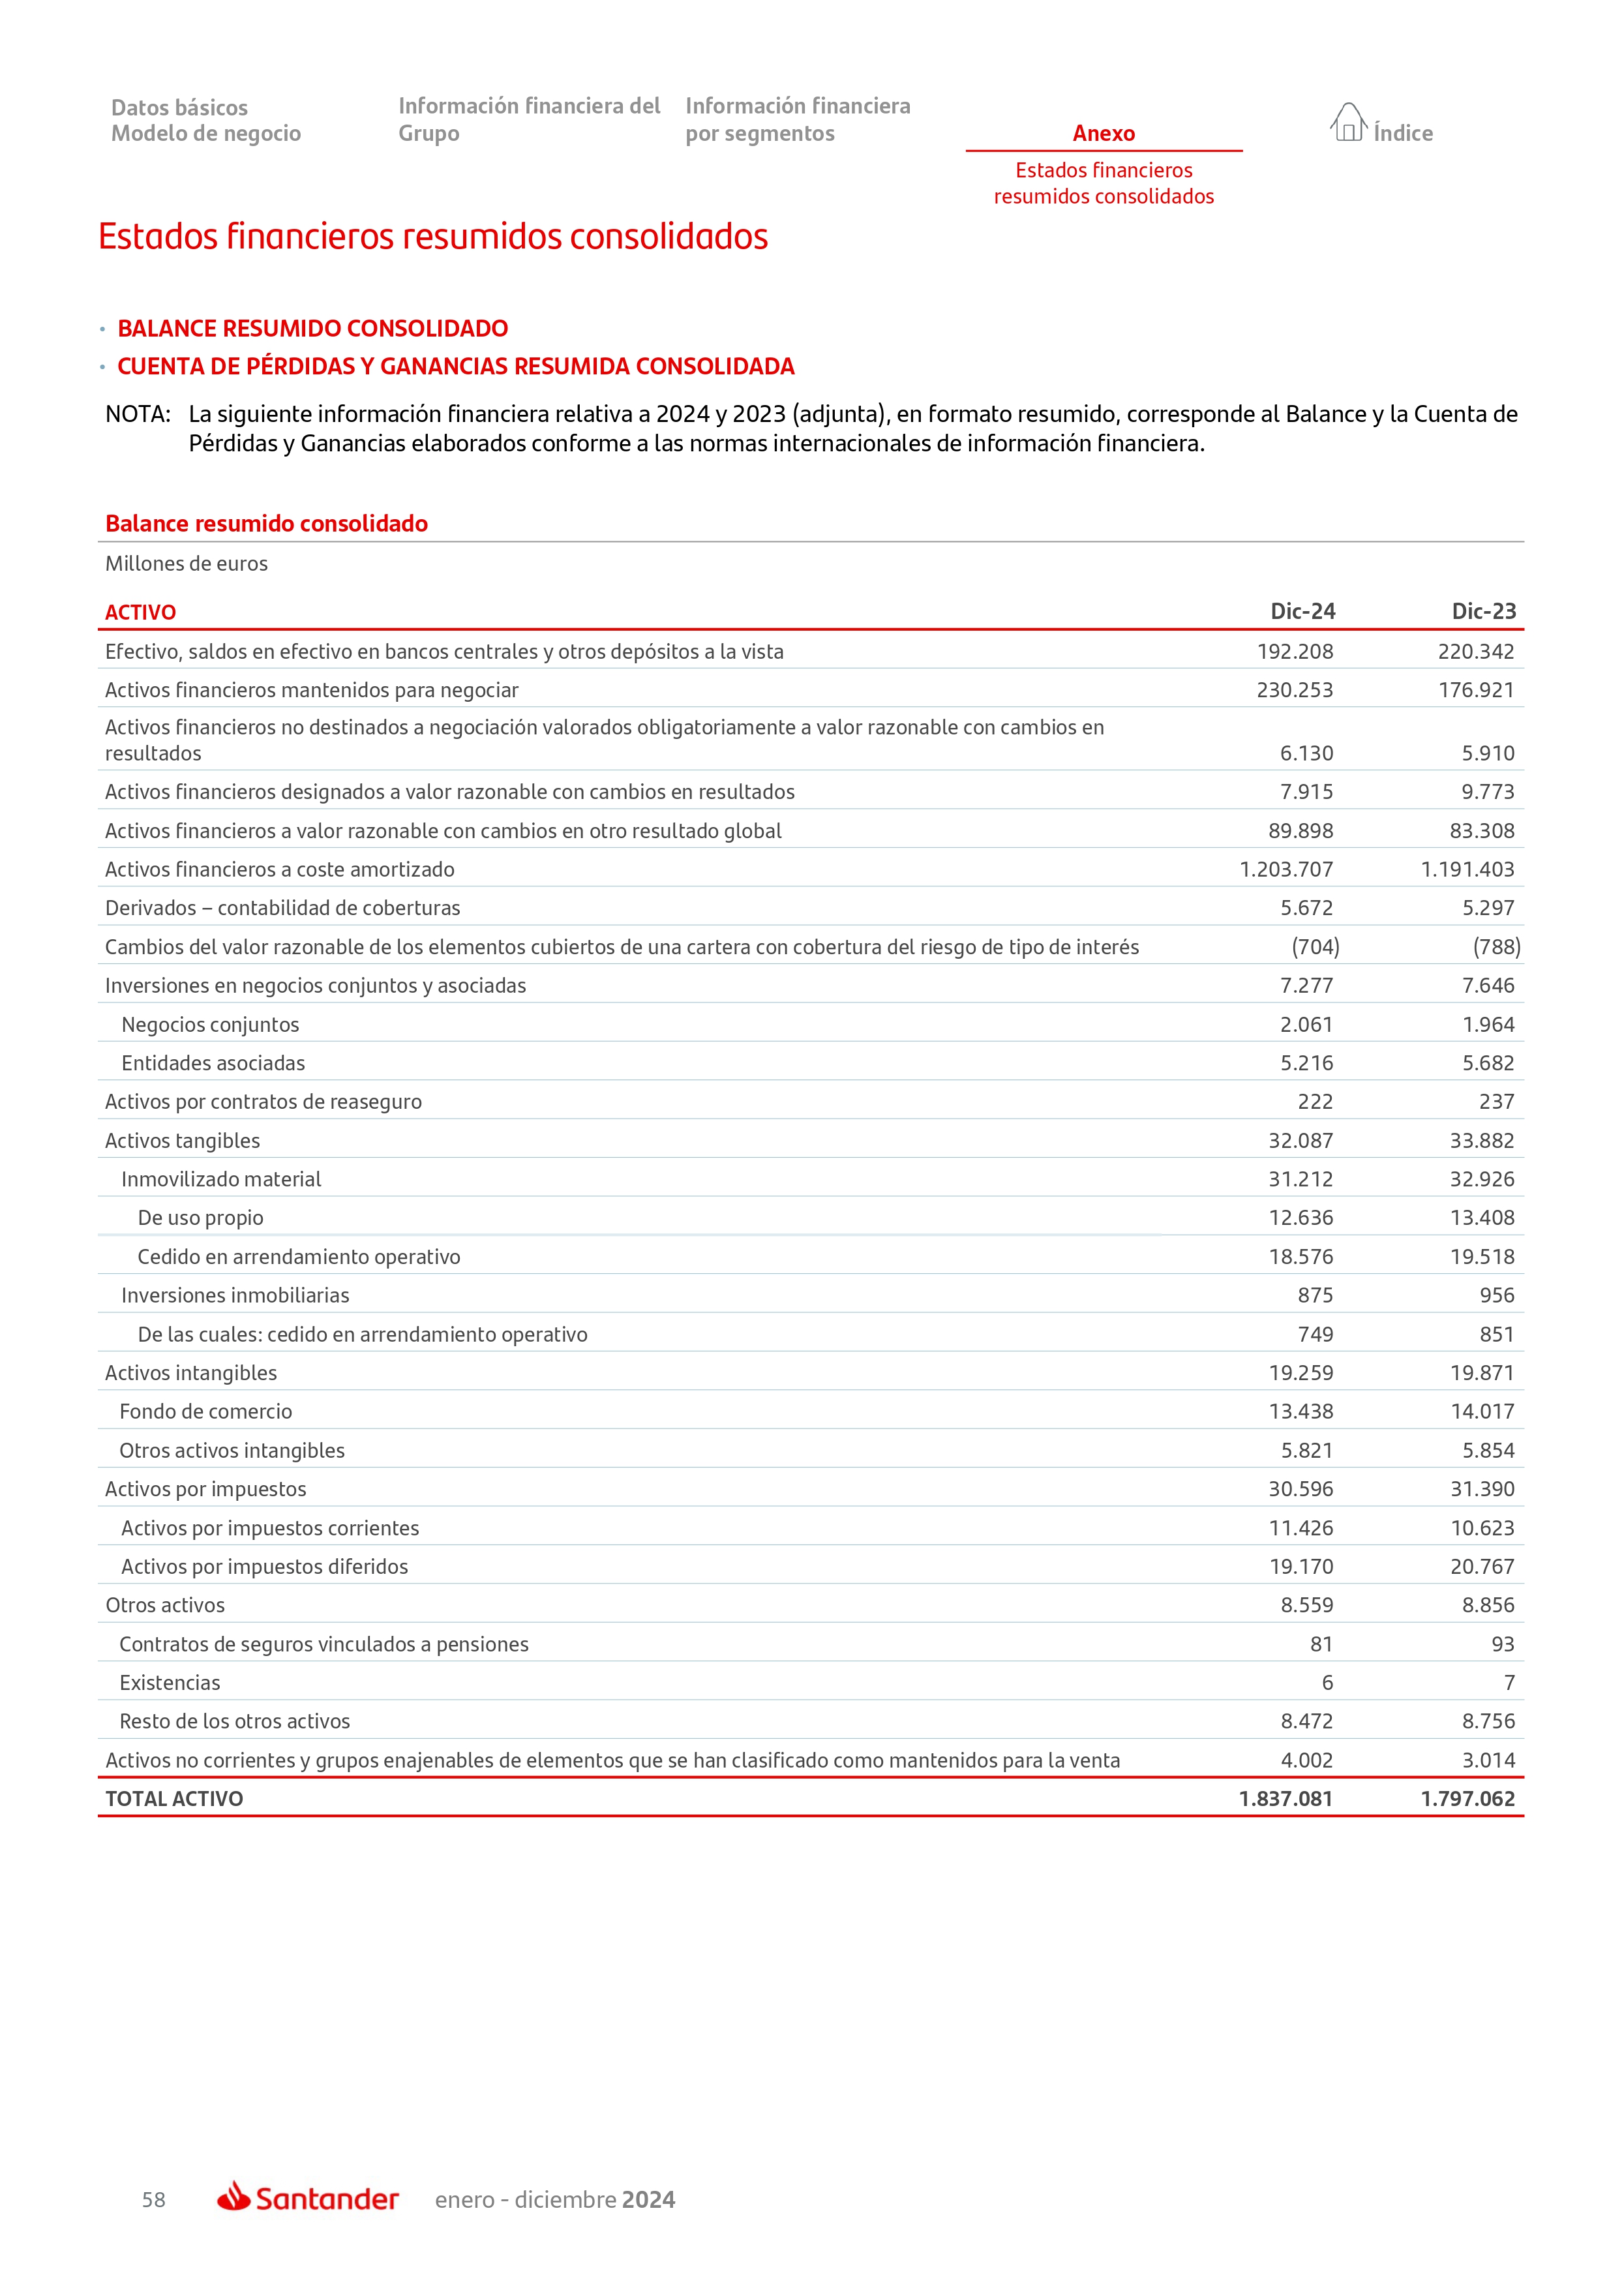 Datos básicos
Modelo de negocio
Información financiera del
Grupo
Información financiera
por segmentos
Anexo
Índice
Estados financieros
resumidos consolidados
Estados financieros resumidos consolidados
• BALANCE RESUMIDO CONSOLIDADO
• CUENTA DE PÉRDIDAS Y GANANCIAS RESUMIDA CONSOLIDADA
NOTA: La siguiente información financiera relativa a 2024 y 2023 (adjunta), en formato resumido, corresponde al Balance y la Cuenta de
Pérdidas y Ganancias elaborados conforme a las normas internacionales de información financiera.
Balance resumido consolidado
Millones de euros
ACTIVO Dic-24 Dic-23
Efectivo, saldos en efectivo en bancos centrales y otros depósitos a la vista 192.208 220.342
Activos financieros mantenidos para negociar 230.253 176.921
Activos financieros no destinados a negociación valorados obligatoriamente a valor razonable con cambios en
resultados 6.130 5.910
Activos financieros designados a valor razonable con cambios en resultados 7.915 9.773
Activos financieros a valor razonable con cambios en otro resultado global 89.898 83.308
Activos financieros a coste amortizado 1.203.707 1.191.403
Derivados – contabilidad de coberturas 5.672 5.297
Cambios del valor razonable de los elementos cubiertos de una cartera con cobertura del riesgo de tipo de interés (704) (788)
Inversiones en negocios conjuntos y asociadas 7.277 7.646
Negocios conjuntos 2.061 1.964
Entidades asociadas 5.216 5.682
Activos por contratos de reaseguro 222 237
Activos tangibles 32.087 33.882
Inmovilizado material 31.212 32.926
De uso propio 12.636 13.408
Cedido en arrendamiento operativo 18.576 19.518
Inversiones inmobiliarias 875 956
De las cuales: cedido en arrendamiento operativo 749 851
Activos intangibles 19.259 19.871
Fondo de comercio 13.438 14.017
Otros activos intangibles 5.821 5.854
Activos por impuestos 30.596 31.390
Activos por impuestos corrientes 11.426 10.623
Activos por impuestos diferidos 19.170 20.767
Otros activos 8.559 8.856
Contratos de seguros vinculados a pensiones 81 93
Existencias 6 7
Resto de los otros activos 8.472 8.756
Activos no corrientes y grupos enajenables de elementos que se han clasificado como mantenidos para la venta 4.002 3.014
TOTAL ACTIVO 1.837.081 1.797.062
58 Santander enero - diciembre 2024